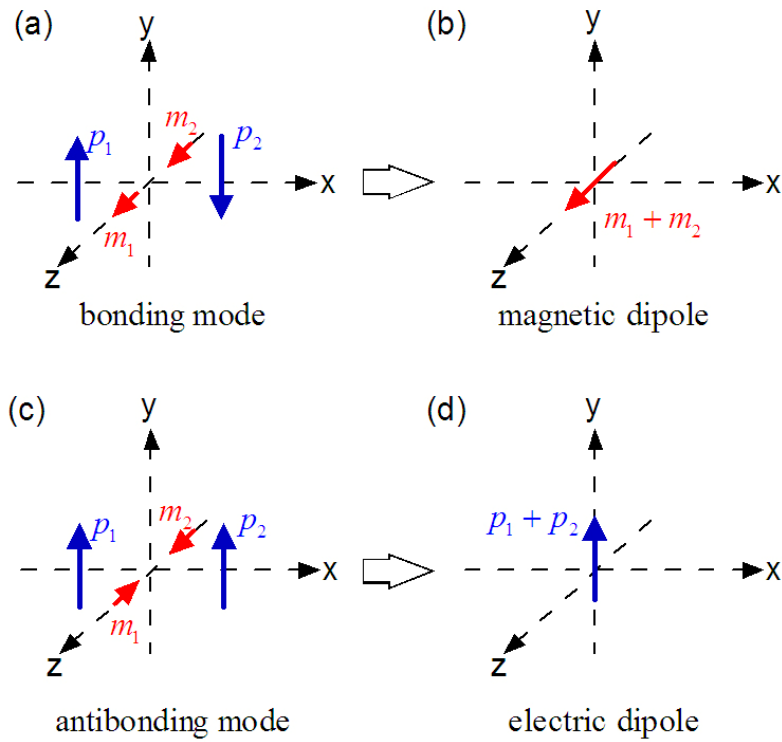 (a)
y
p1
m2
p2
x
m1
z
bonding mode
(b)
y
x
m1 + m2
z
magnetic dipole
(c)
y
p1
m2
p2
x
m1
z
antibonding mode
(d)
y
p1 + p2
x
z
electric dipole